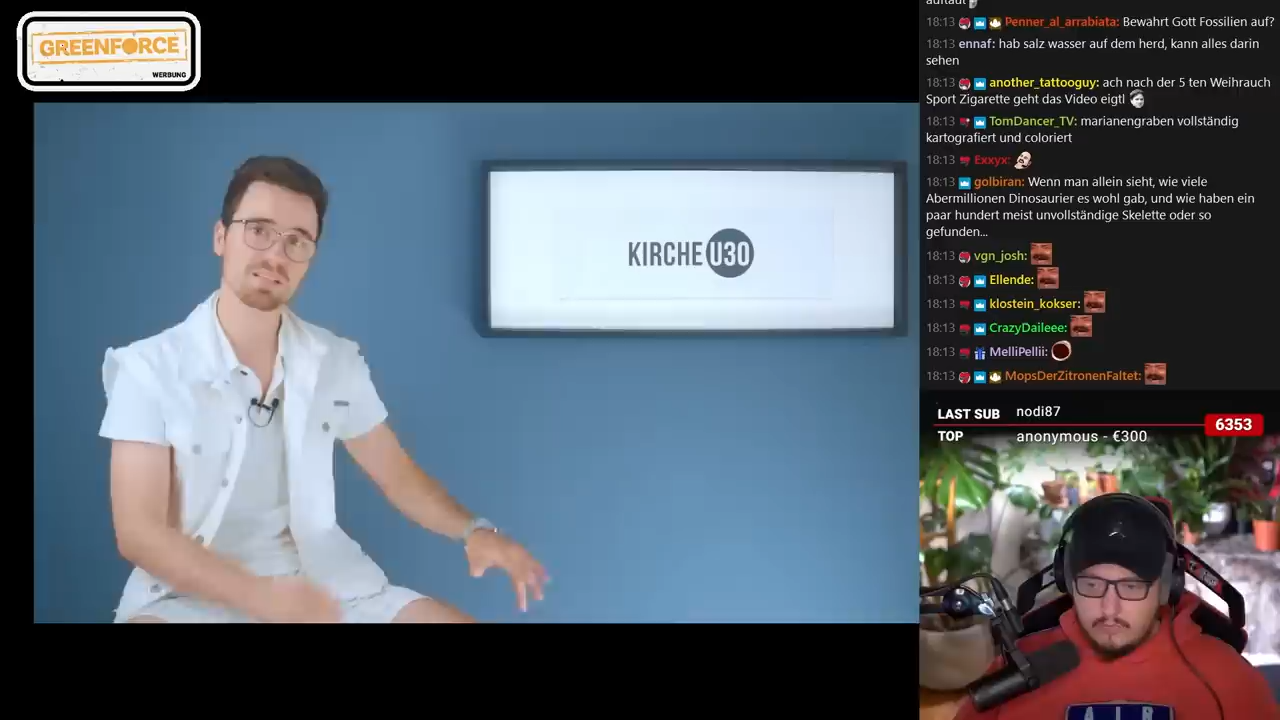 GREENFORCE
WERBUNG
KIRCHE U30
18:13 Penner_al_arrabiata: Bewahrt Gott Fossilien auf?
18:13 ennaf: hab salz wasser auf dem herd, kann alles darin
sehen
18:13 another_tattooguy: ach nach der 5 ten Weihrauch
Sport Zigarette geht das Video eigtl
18:13 TomDancer_TV: marianengraben vollständig
kartografiert und coloriert
18:13 Exxyx:
18:13 golbiran: Wenn man allein sieht, wie viele
Abermillionen Dinosaurier es wohl gab, und wie haben ein
paar hundert meist unvollständige Skelette oder so
gefunden...
18:13 vgn_josh:
18:13 Ellende:
18:13 klostein_kokser:
18:13 CrazyDaileee:
18:13 MelliPellii:
18:13 MopsDerZitronenFaltet:
LAST SUB nodi87
6353
TOP anonymous - €300
AIR